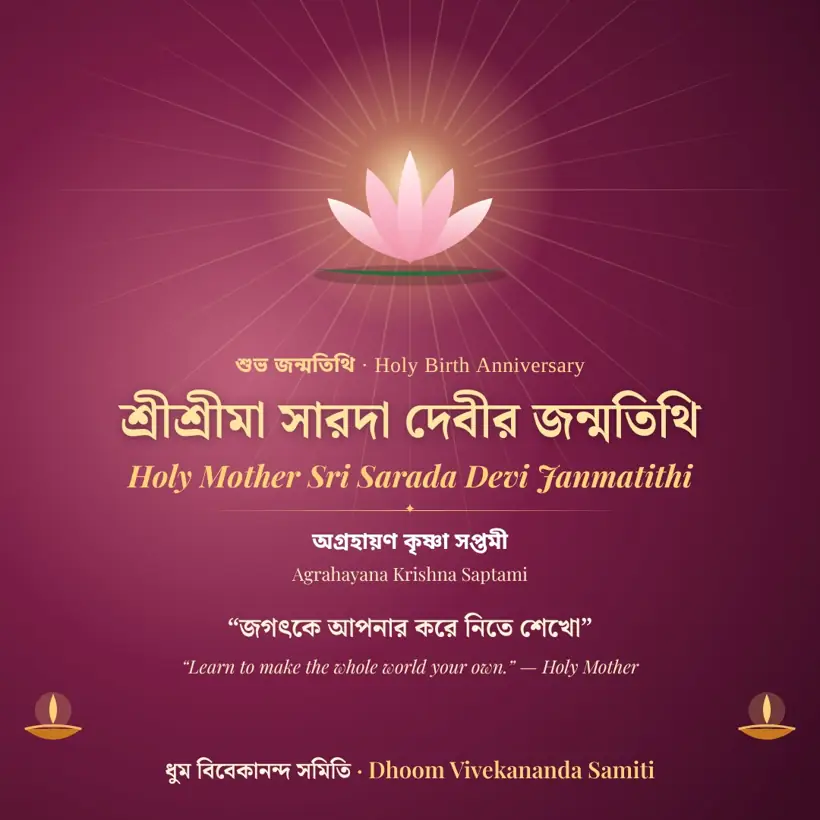 শুভ জন্মতিথি · Holy Birth Anniversary
শ্রীশ্রীমা সারদা দেবীর জন্মতিথি
Holy Mother Sri Sarada Devi Janmatithi
অগ্রহায়ণ কৃষ্ণা সপ্তমী
Agrahayana Krishna Saptami
“জগৎকে আপনার করে নিতে শেখো”
“Learn to make the whole world your own.” — Holy Mother
ধুম বিবেকানন্দ সমিতি · Dhoom Vivekananda Samiti